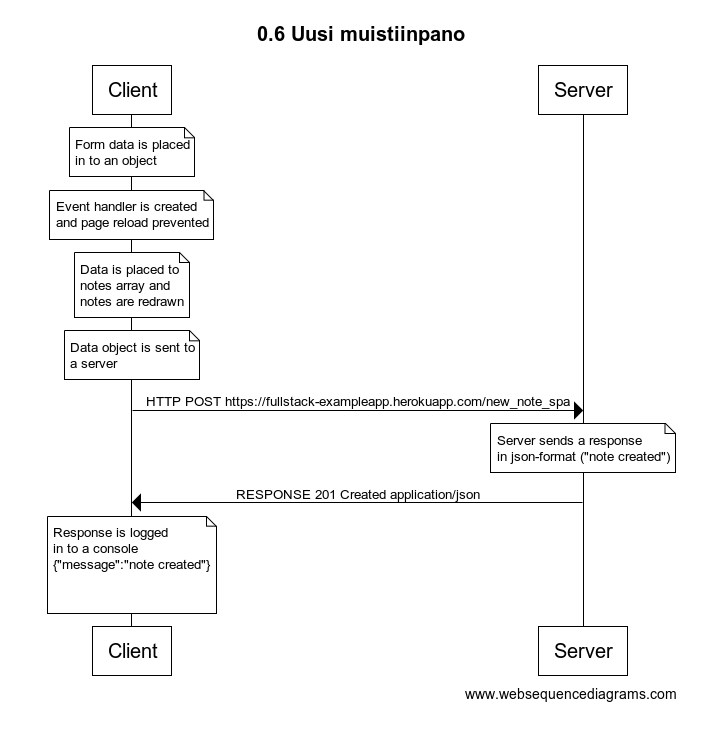 0.6 Uusi muistiinpano
Client
Server
Form data is placed
in to an object
Event handler is created
and page reload prevented
Data is placed to
notes array and
notes are redrawn
Data object is sent to
a server
HTTP POST https://fullstack-exampleapp.herokuapp.com/new_note_spa
Server sends a response
in json-format ("note created")
RESPONSE 201 Created application/json
Response is logged
in to a console
{"message":"note created"}
Client
Server
www.websequencediagrams.com